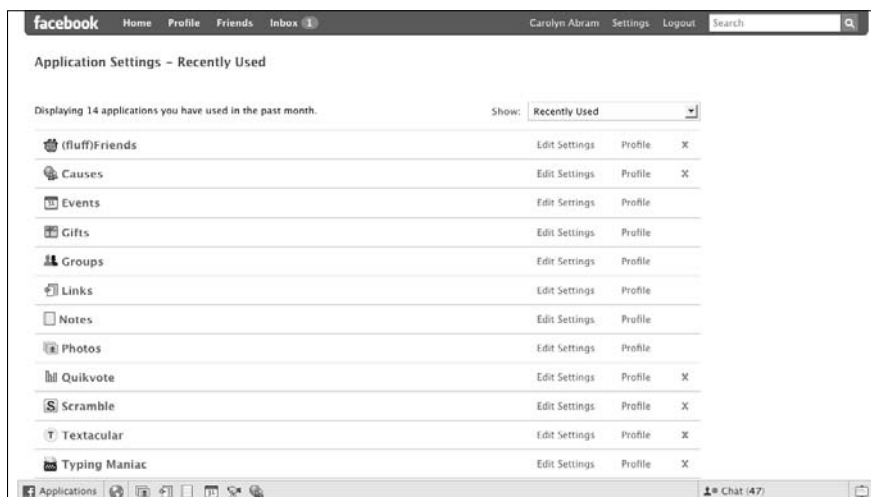 facebook Home Profile Friends Inbox 1 Carolyn Abram Settings Logout Search
Application Settings – Recently Used
Displaying 14 applications you have used in the past month. Show: Recently Used
(fluff)Friends Edit Settings Profile x
Causes Edit Settings Profile x
31 Events Edit Settings Profile
Gifts Edit Settings Profile
Groups Edit Settings Profile
Links Edit Settings Profile
Notes Edit Settings Profile
Photos Edit Settings Profile
Quikvote Edit Settings Profile x
S Scramble Edit Settings Profile x
T Textacular Edit Settings Profile x
Typing Maniac Edit Settings Profile x
f Applications 31 Chat (47)